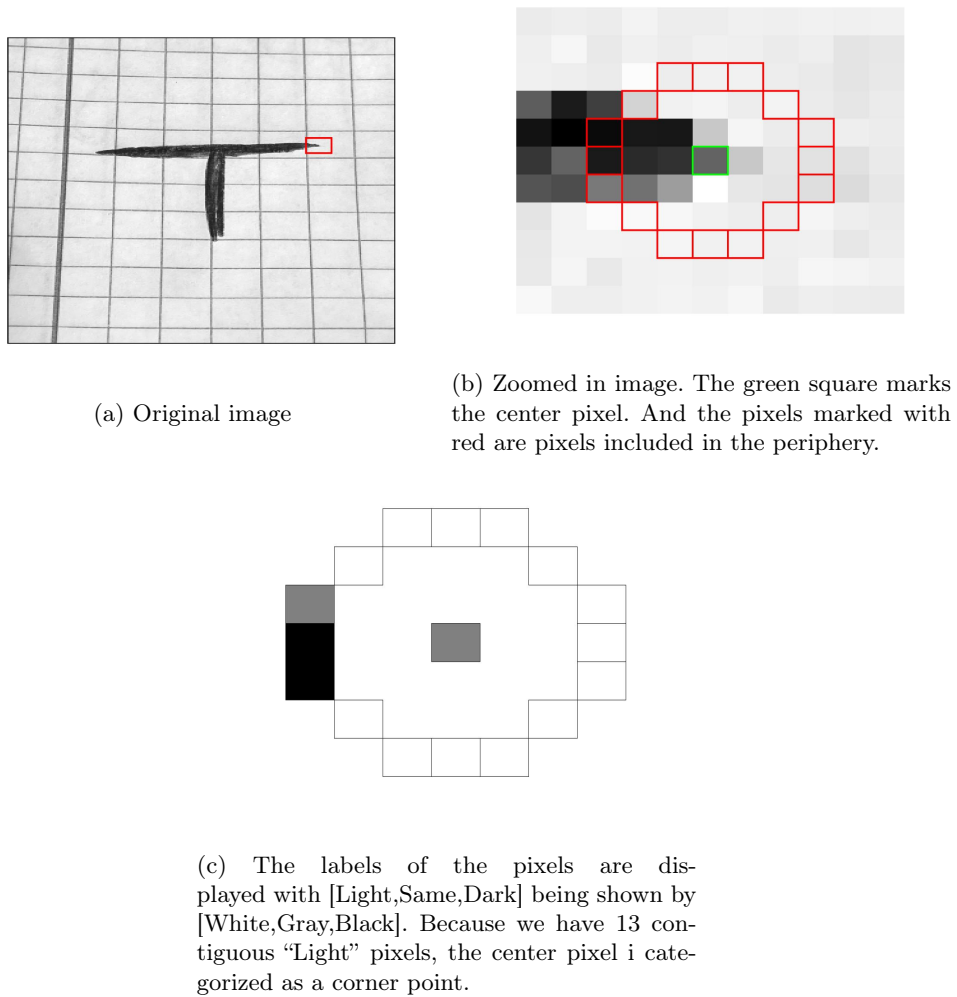 (a) Original image
(b) Zoomed in image. The green square marks
the center pixel. And the pixels marked with
red are pixels included in the periphery.
(c) The labels of the pixels are dis-
played with [Light,Same,Dark] being shown by
[White,Gray,Black]. Because we have 13 con-
tiguous “Light” pixels, the center pixel i cate-
gorized as a corner point.